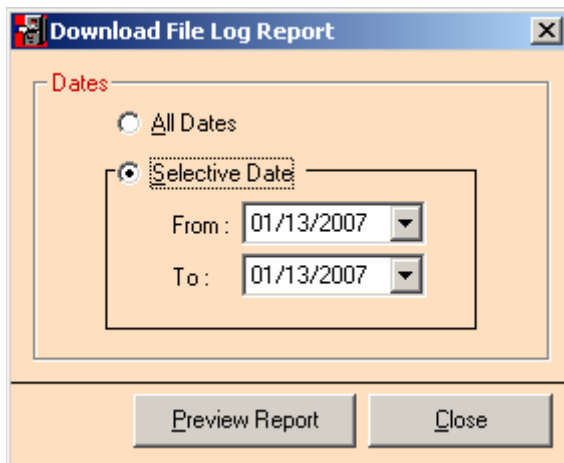 Download File Log Report
Dates
All Dates
Selective Date
From : 01/13/2007
To : 01/13/2007
Preview Report Close